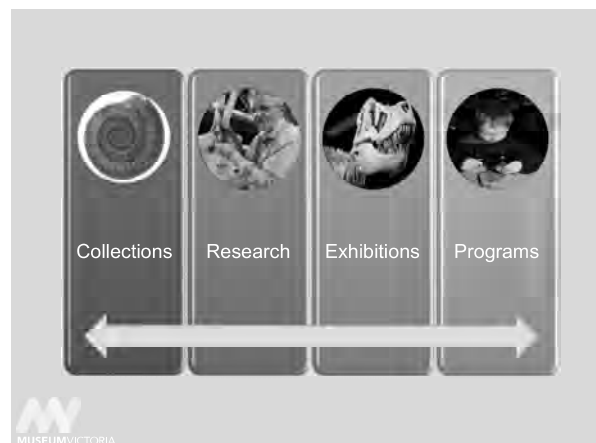 Collections
Research
Exhibitions
Programs
MUSEUMVICTORIA